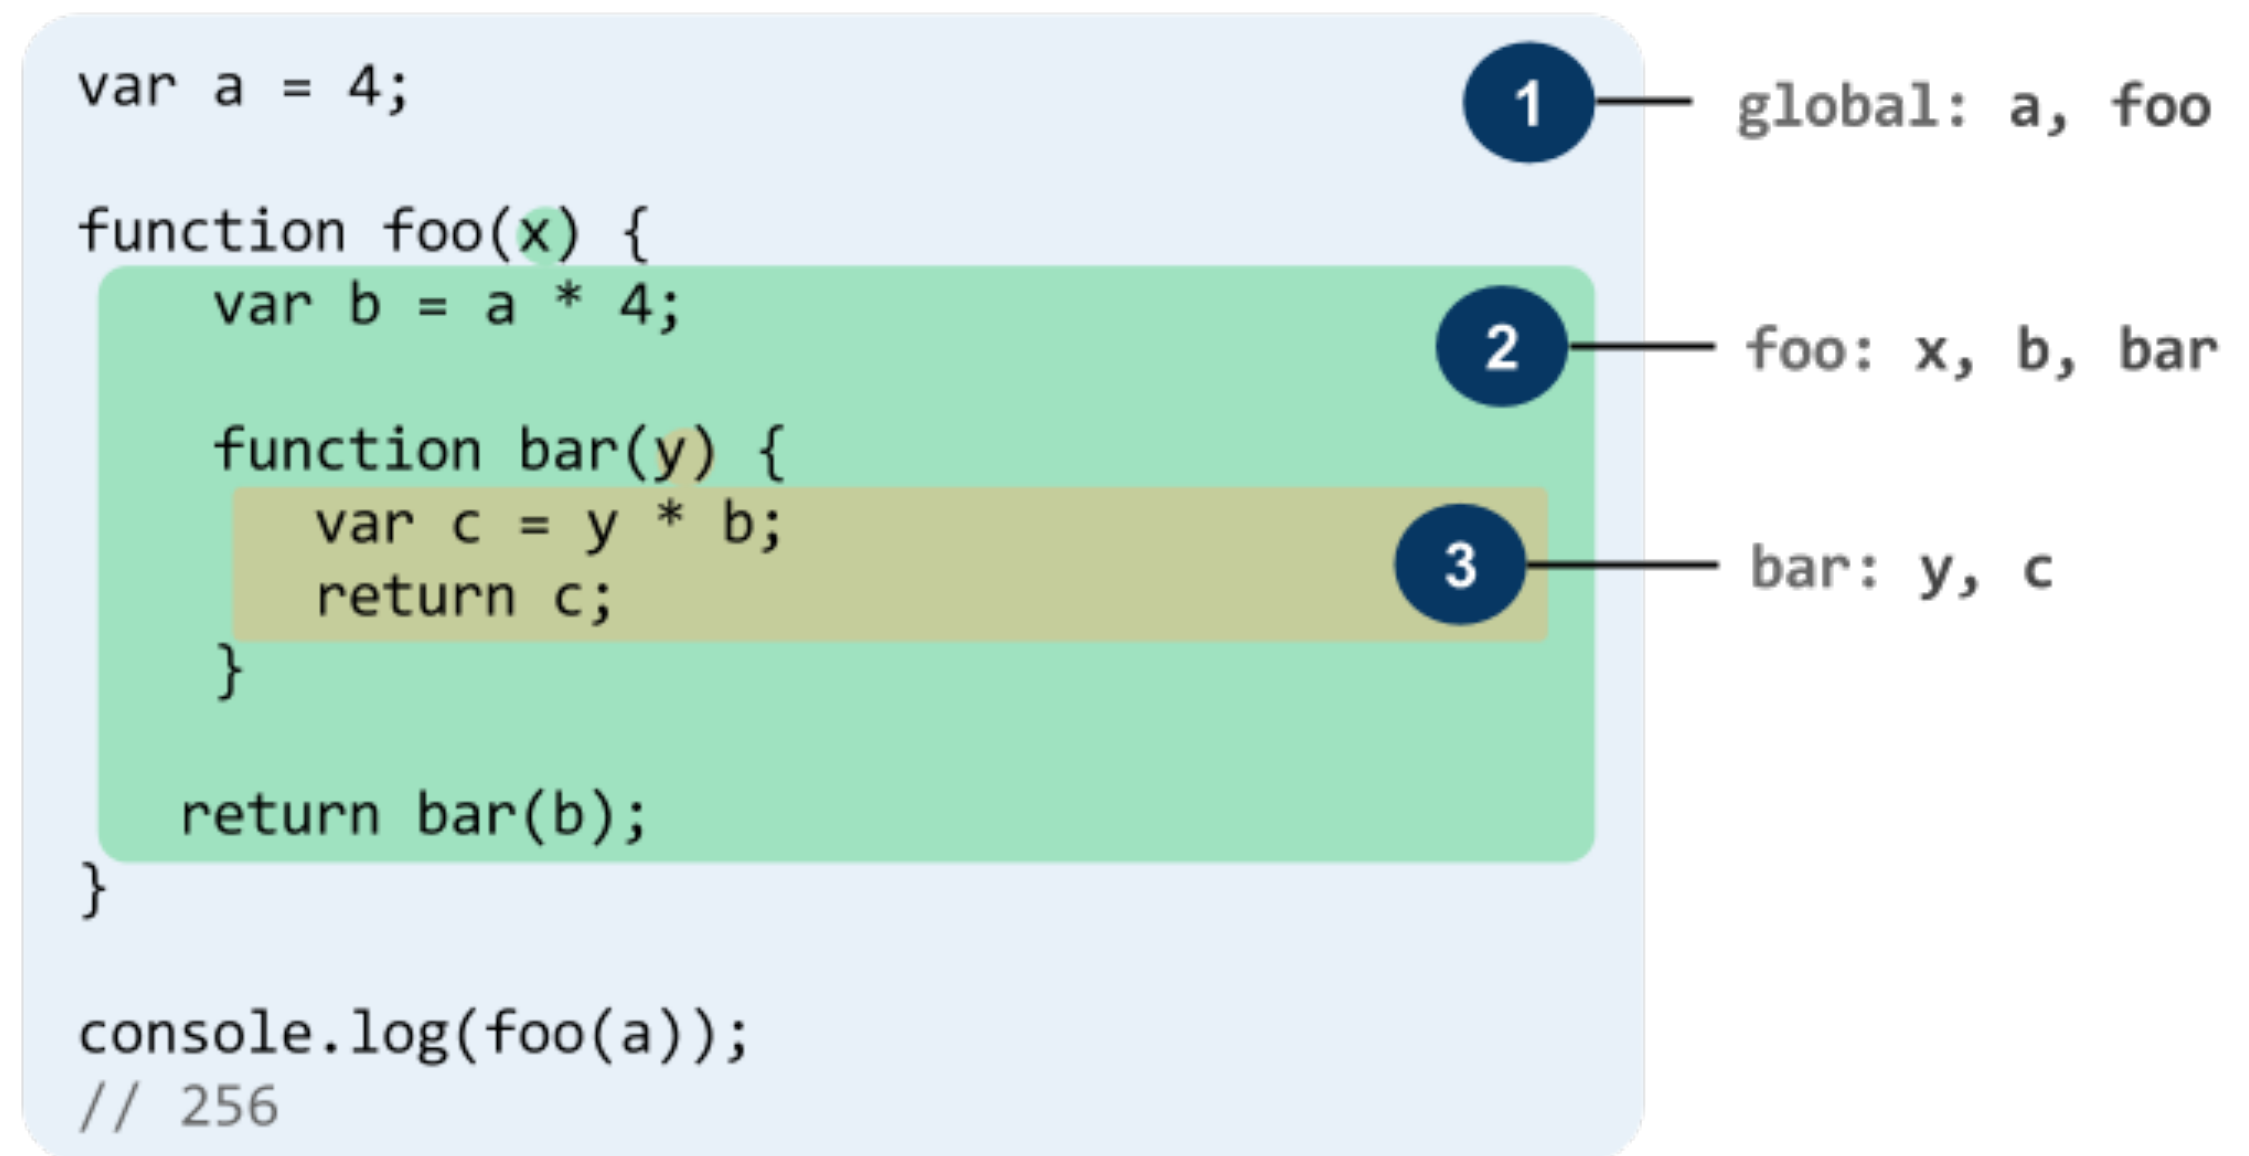 var a = 4;
1 global: a, foo
function foo(x) {
var b = a * 4;
2 foo: x, b, bar
function bar(y) {
var c = y * b;
3 bar: y, c
return c;
}
return bar(b);
}
console.log(foo(a));
// 256